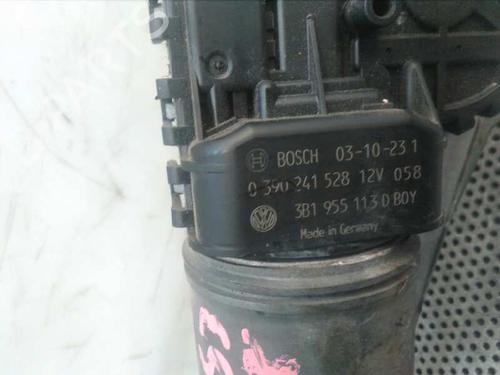 BOSCH 03-10-23 1
0 390 241 528 12V 058
3B1 955 113 D BOY
Made in Germany